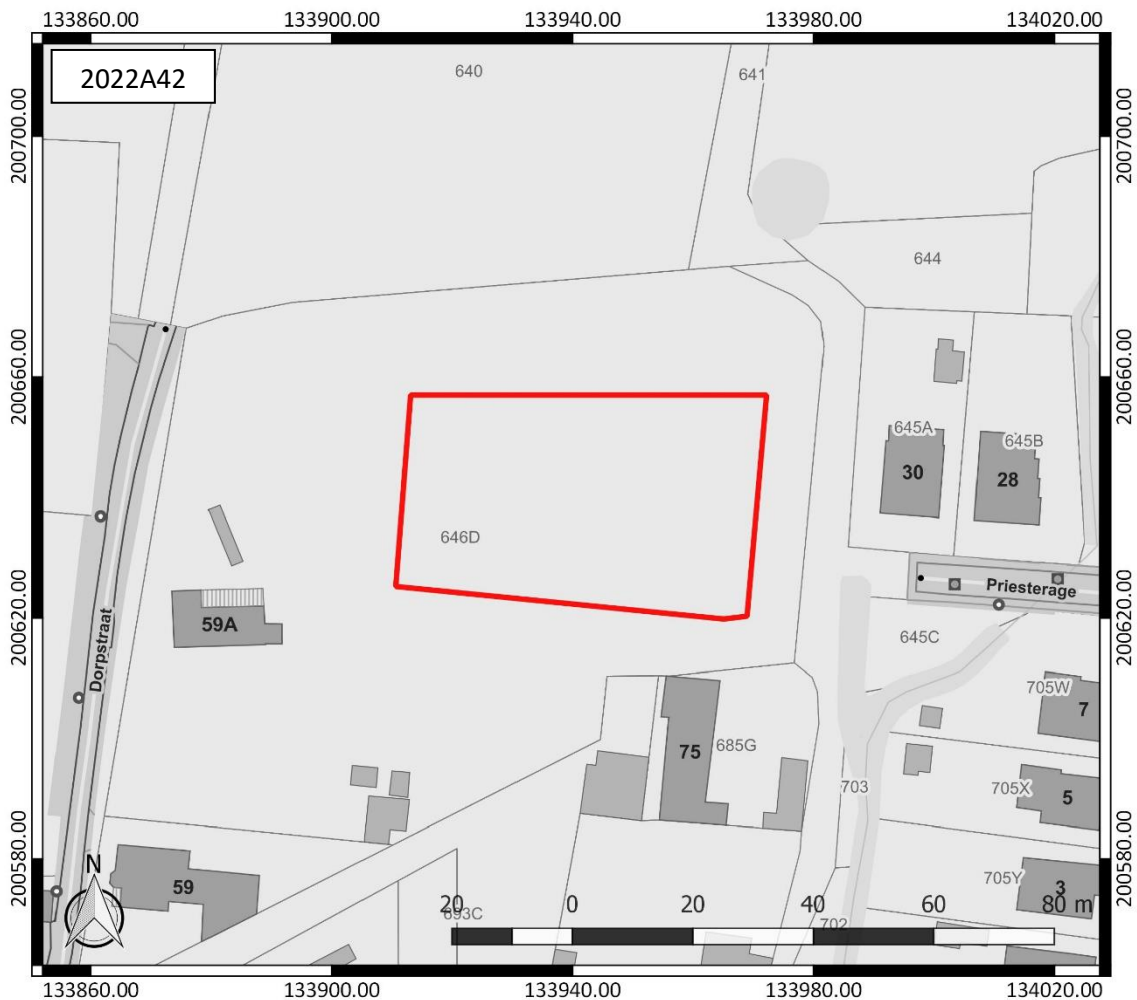 133860.00 133900.00 133940.00 133980.00 134020.00
2022A42
640
641
200700.00
200700.00
644
200660.00
200660.00
645A
645B
30
28
646D
Priesterage
200620.00
200620.00
59A
Dorpstraat
645C
705W
7
75
685G
703
705X
5
200580.00
200580.00
N
59
705Y
3
693C
702
20 0 20 40 60 80 m
133860.00 133900.00 133940.00 133980.00 134020.00